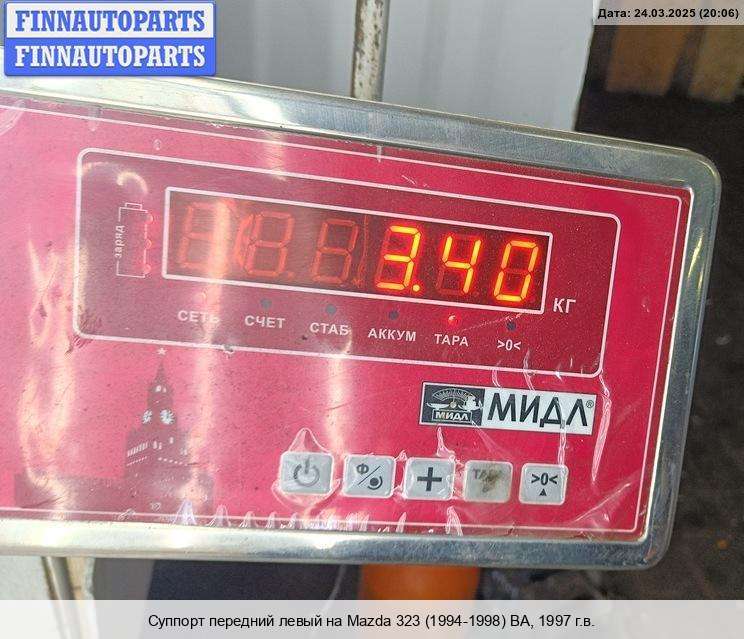 FINNAUTOPARTS
FINNAUTOPARTS
Дата: 24.03.2025 (20:06)
заряд
3.40
КГ
СЕТЬ СЧЕТ СТАБ АККУМ ТАРА >0<
МИДЛ МИДЛ®
Ф + ТАРА >0<
Суппорт передний левый на Mazda 323 (1994-1998) BA, 1997 г.в.